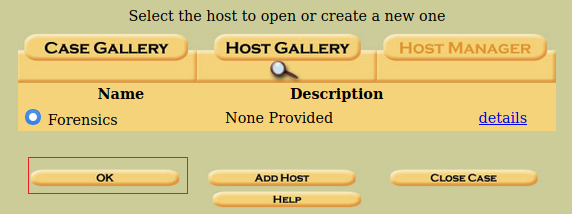 Select the host to open or create a new one
CASE GALLERY HOST GALLERY HOST MANAGER
Name Description
Forensics None Provided details
OK ADD HOST CLOSE CASE
HELP